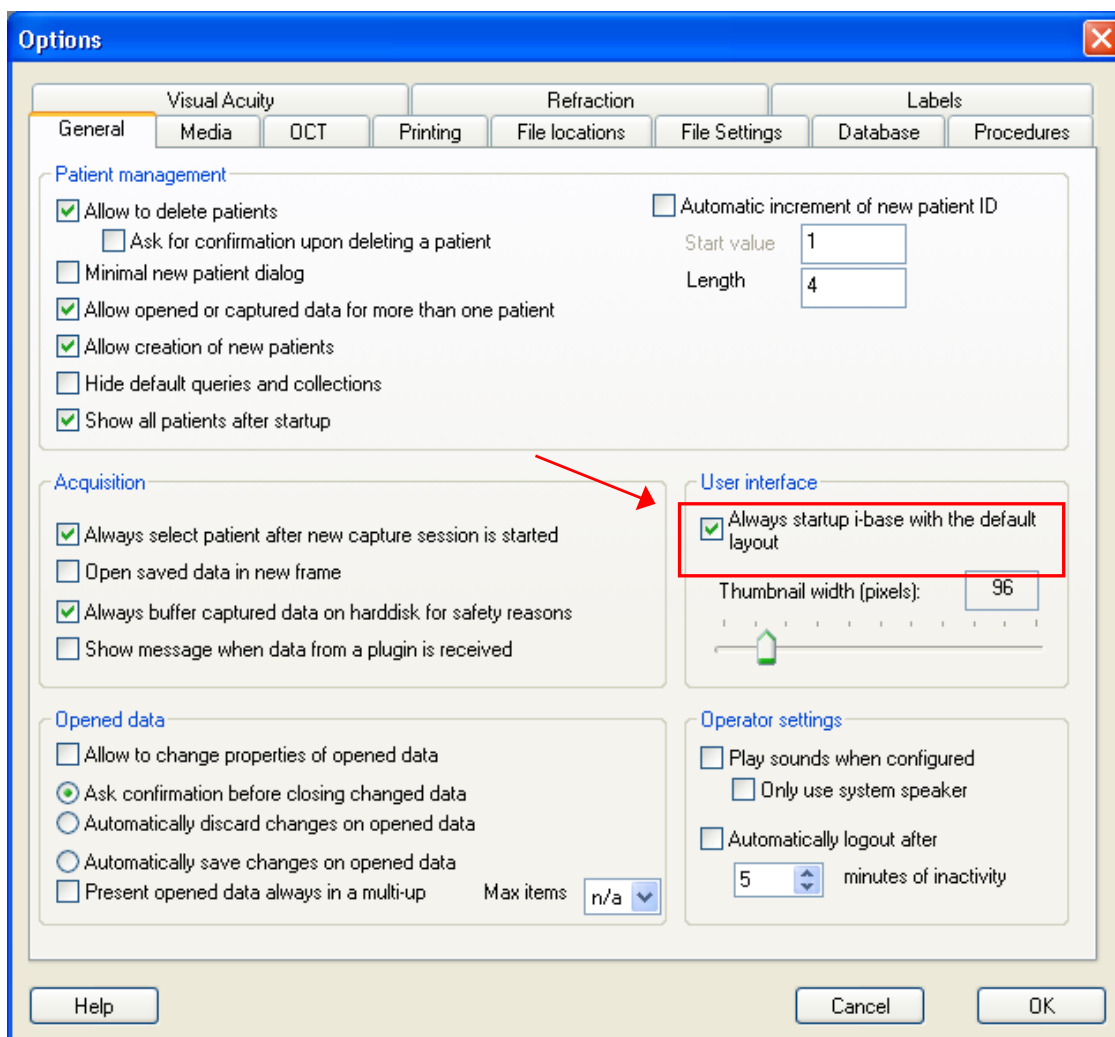 Options
Visual Acuity
Refraction
Labels
General
Media
OCT
Printing
File locations
File Settings
Database
Procedures
Patient management
Allow to delete patients
Ask for confirmation upon deleting a patient
Minimal new patient dialog
Allow opened or captured data for more than one patient
Allow creation of new patients
Hide default queries and collections
Show all patients after startup
Automatic increment of new patient ID
Start value 1
Length 4
Acquisition
Always select patient after new capture session is started
Open saved data in new frame
Always buffer captured data on harddisk for safety reasons
Show message when data from a plugin is received
User interface
Always startup i-base with the default
layout
Thumbnail width (pixels): 96
Opened data
Allow to change properties of opened data
Ask confirmation before closing changed data
Automatically discard changes on opened data
Automatically save changes on opened data
Present opened data always in a multi-up Max items n/a
Operator settings
Play sounds when configured
Only use system speaker
Automatically logout after
5 minutes of inactivity
Help
Cancel
OK